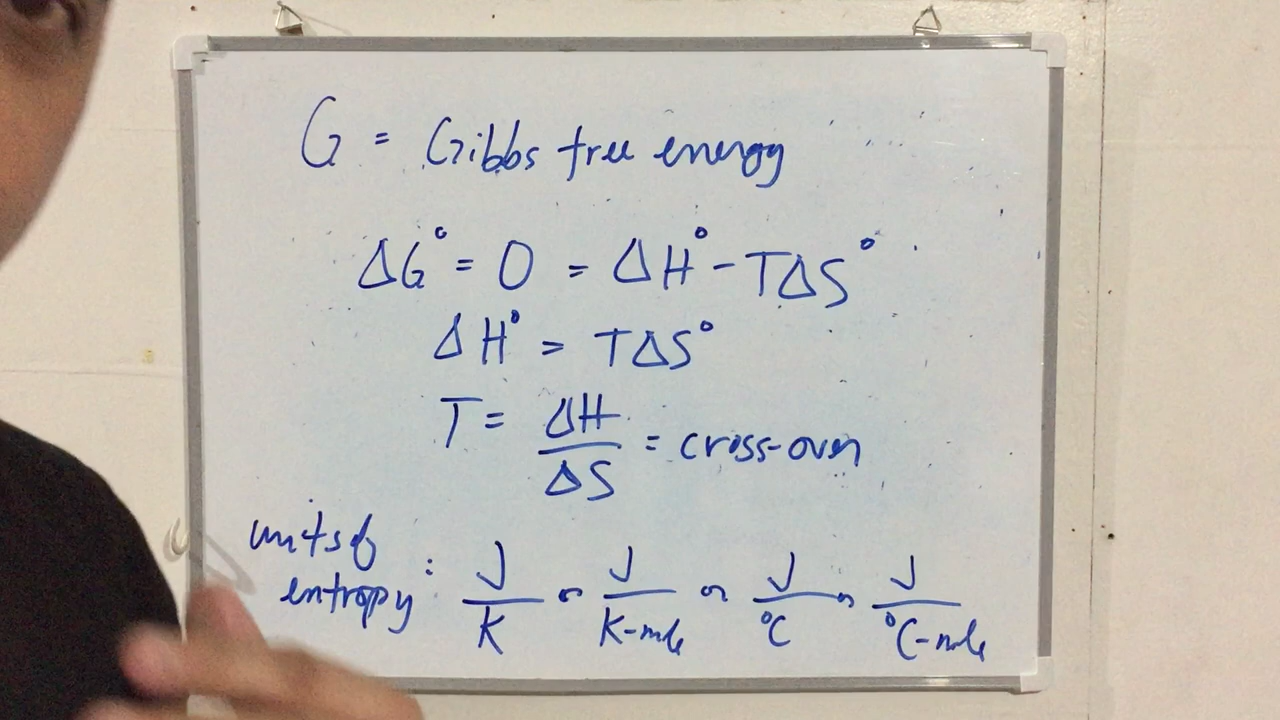 G = Gibbs free energy
ΔG° = 0 = ΔH° - TΔS°
ΔH° = TΔS°
T = ΔH/ΔS = cross-over
units of entropy: J/K or J/K-mole or J/°C or J/°C-mole